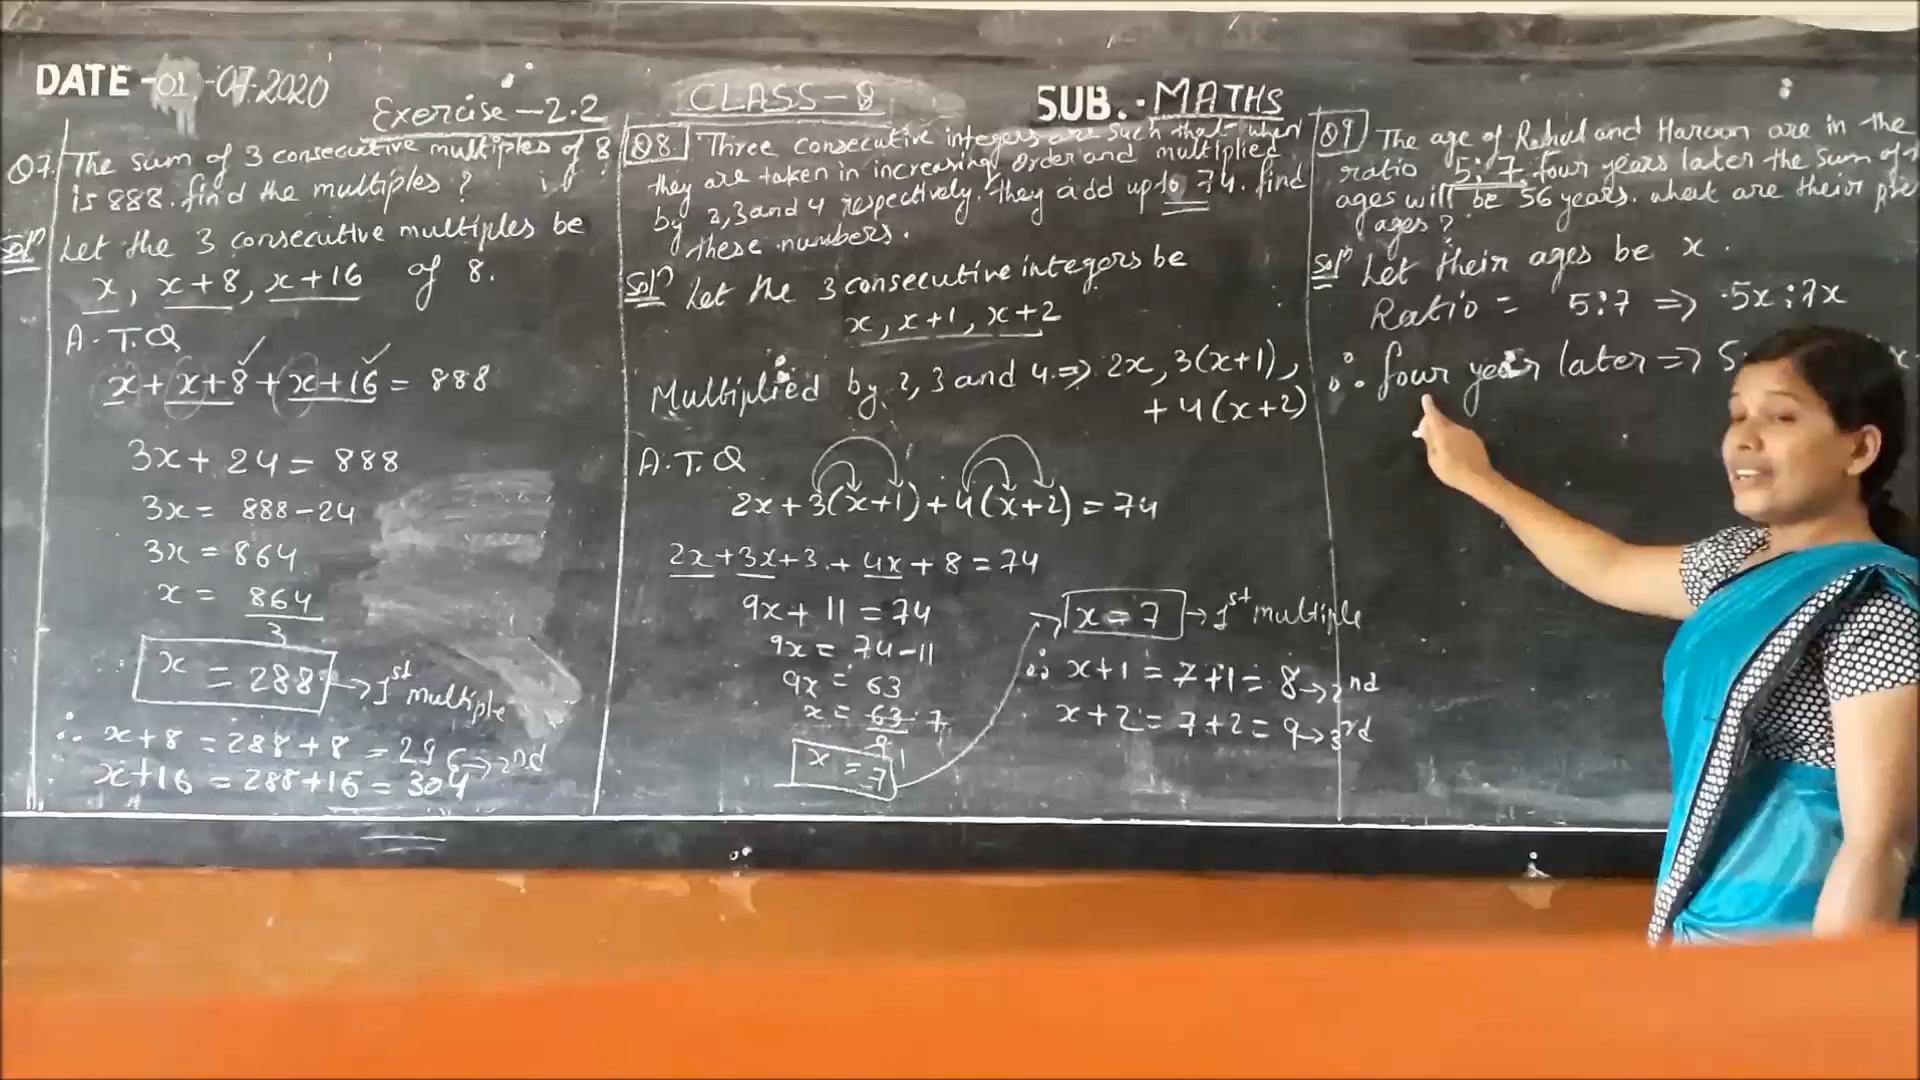 DATE - 01 - 07.2020
CLASS - 8
SUB. - MATHS
Exercise - 2.2
Q7. The sum of 3 consecutive multiples of 8
is 888. find the multiples ?
Solⁿ Let the 3 consecutive multiples be
x, x+8, x+16 of 8.
A.T.Q
x + x+8 + x+16 = 888
3x + 24 = 888
3x = 888 - 24
3x = 864
x = 864
3
x = 288 → 1st multiple
∴ x+8 = 288+8 = 296 → 2nd
x+16 = 288+16 = 304
Q8. Three consecutive integers are such that when
they are taken in increasing order and multiplied
by 2, 3 and 4 respectively. they add up to 74. find
these numbers.
Solⁿ Let the 3 consecutive integers be
x, x+1, x+2
Multiplied by 2, 3 and 4 ⇒ 2x, 3(x+1),
+ 4(x+2)
A.T.Q
2x + 3(x+1) + 4(x+2) = 74
2x + 3x + 3 + 4x + 8 = 74
9x + 11 = 74
9x = 74 - 11
9x = 63
x = 63 7
9 1
x = 7
x = 7 → 1st multiple
∴ x+1 = 7+1 = 8 → 2nd
x+2 = 7+2 = 9 → 3rd
Q9 The age of Rahul and Haroon are in the
ratio 5:7. four years later the sum of
ages will be 56 years. what are their
ages ?
Solⁿ Let their ages be x.
Ratio = 5:7 ⇒ 5x : 7x
∴ four year later ⇒ 5